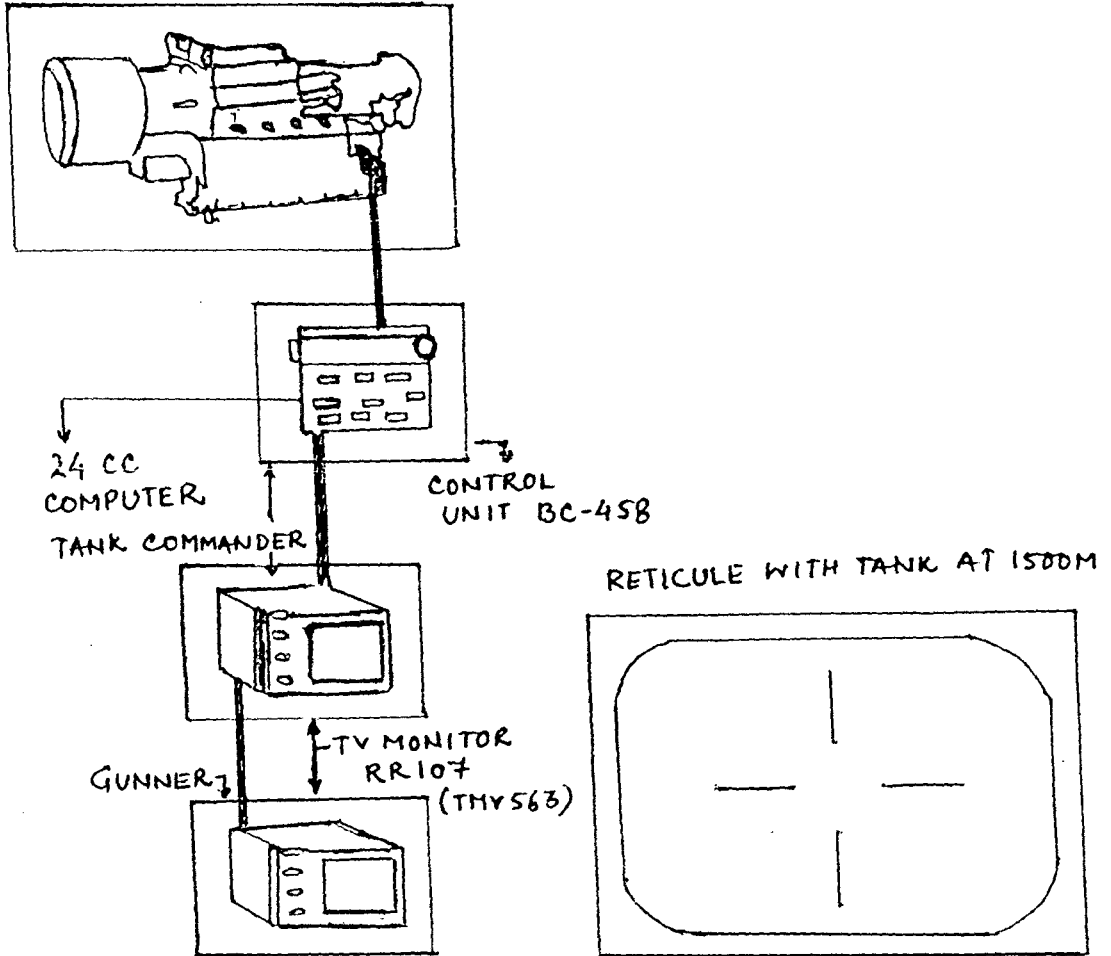 24 CC
COMPUTER
CONTROL
UNIT BC-458
TANK COMMANDER
RETICULE WITH TANK AT 1500M
TV MONITOR
RR107
(TMV563)
GUNNER